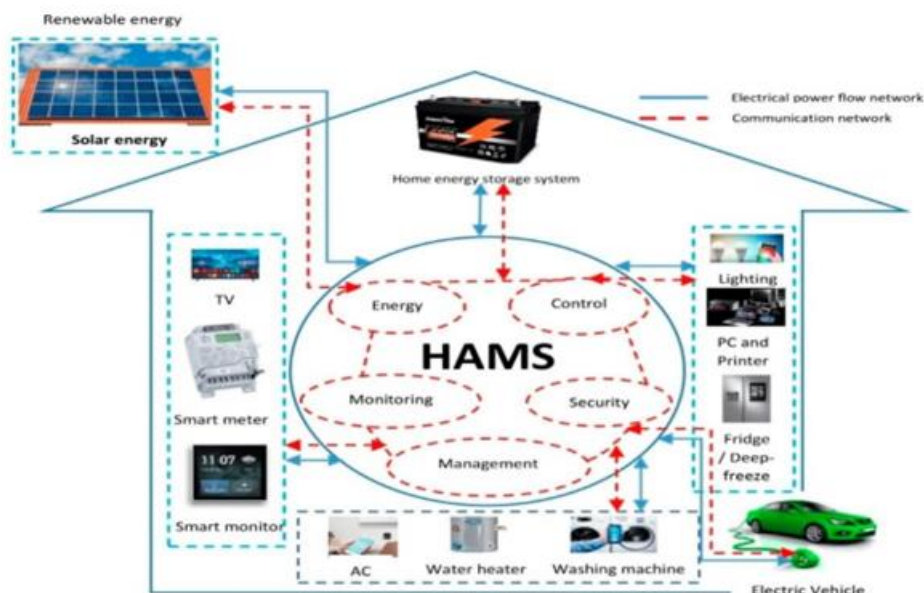 Renewable energy
Solar energy
Electrical power flow network
Communication network
Home energy storage system
TV
Smart meter
11 07
Smart monitor
Energy
Control
HAMS
Monitoring
Security
Management
Lighting
PC and
Printer
Fridge
/ Deep-
freeze
AC
Water heater
Washing machine
Electric Vehicle